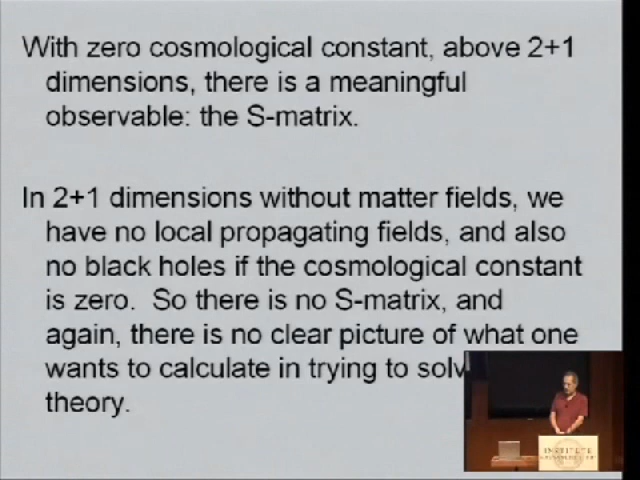 With zero cosmological constant, above 2+1
dimensions, there is a meaningful
observable: the S-matrix.
In 2+1 dimensions without matter fields, we
have no local propagating fields, and also
no black holes if the cosmological constant
is zero. So there is no S-matrix, and
again, there is no clear picture of what one
wants to calculate in trying to solv
theory.
INSTITUTE